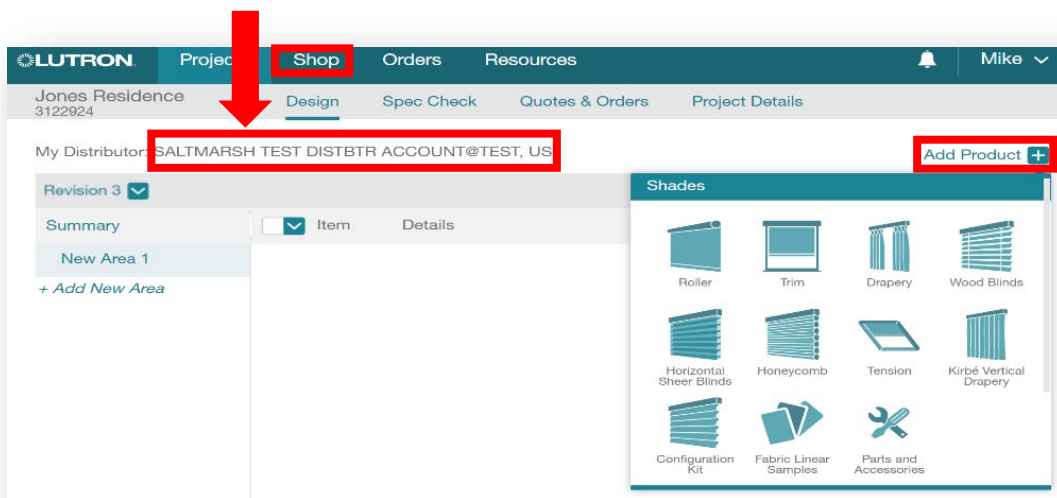 LUTRON. Projec Shop Orders Resources Mike
Jones Residence
3122924
Design Spec Check Quotes & Orders Project Details
My Distributor: SALTMARSH TEST DISTBTR ACCOUNT@TEST, US
Add Product
Revision 3
Summary
New Area 1
+ Add New Area
Item Details
Shades
Roller Trim Drapery Wood Blinds
Horizontal
Sheer Blinds
Honeycomb Tension
Kirbé Vertical
Drapery
Configuration
Kit
Fabric Linear
Samples
Parts and
Accessories